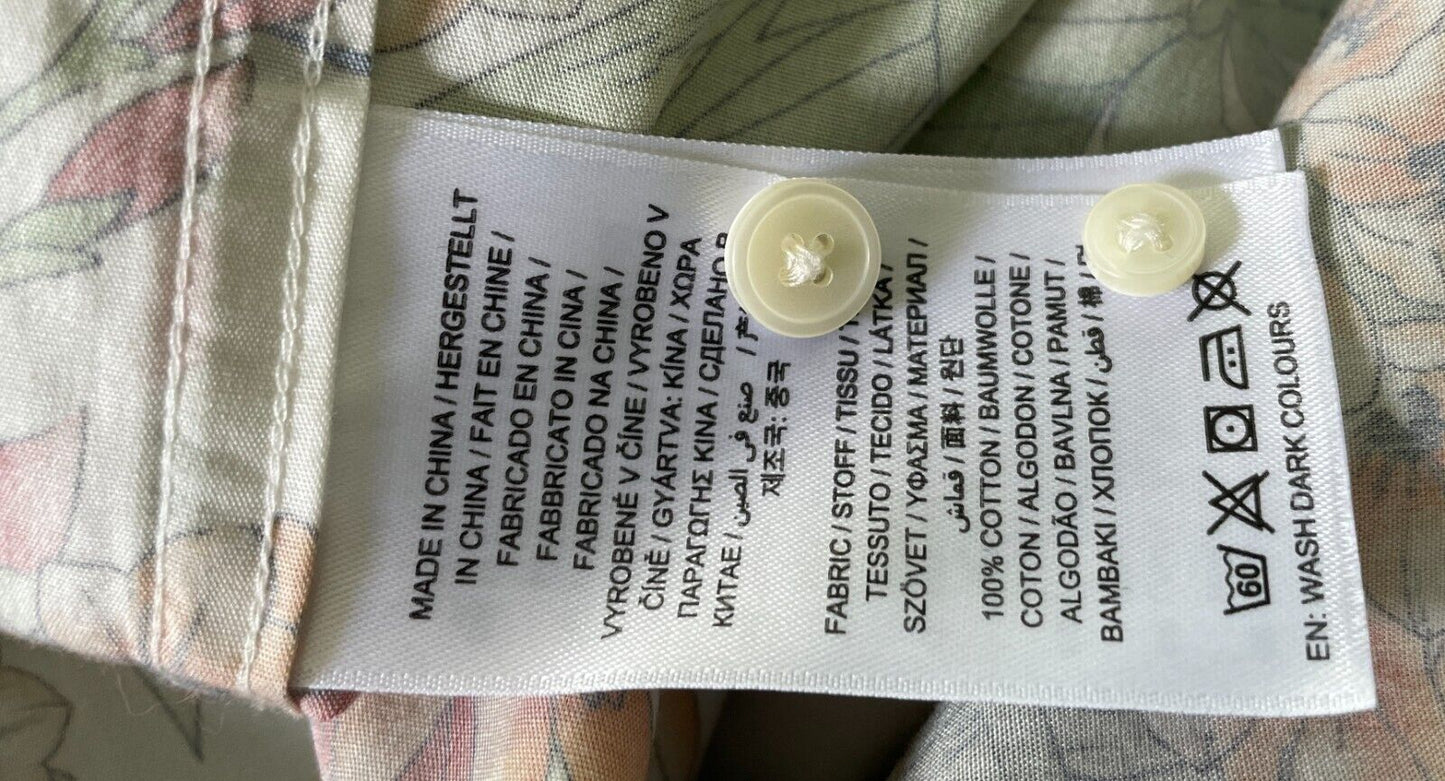 MADE IN CHINA / HERGESTELLT
IN CHINA / FAIT EN CHINE /
FABRICADO EN CHINA /
FABBRICATO IN CINA /
FABRICADO NA CHINA /
VYROBENÉ V ČÍNE / VYROBENO V
ČÍNĚ / GYÁRTVA: KÍNA / ΧΩΡΑ
ΠΑΡΑΓΩΓΗΣ ΚΙΝΑ / СДЕЛАНО В
КИТАЕ / صنع في الصين /
제조국: 중국
FABRIC / STOFF / TISSU /
TESSUTO / TECIDO / LÁTKA /
SZÖVET / ΥΦΑΣΜΑ / МАТЕРИАЛ /
قماش / 面料 / 원단
100% COTTON / BAUMWOLLE /
COTON / ALGODON / COTONE /
ALGODÃO / BAVLNA / PAMUT /
BAMBAKI / ХЛОПОК / قطن / 棉 /
60
EN: WASH DARK COLOURS